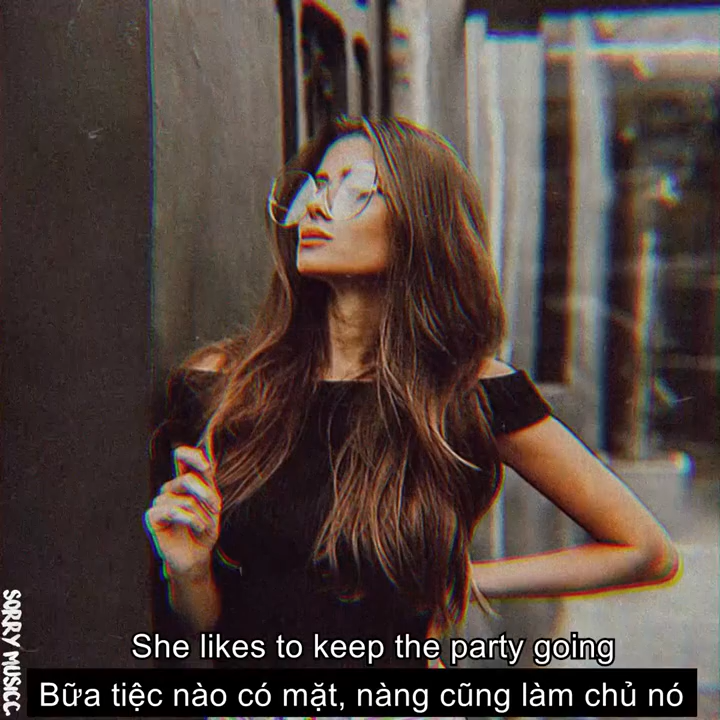 She likes to keep the party going
Bữa tiệc nào có mặt, nàng cũng làm chủ nó
SORRY MUSICC